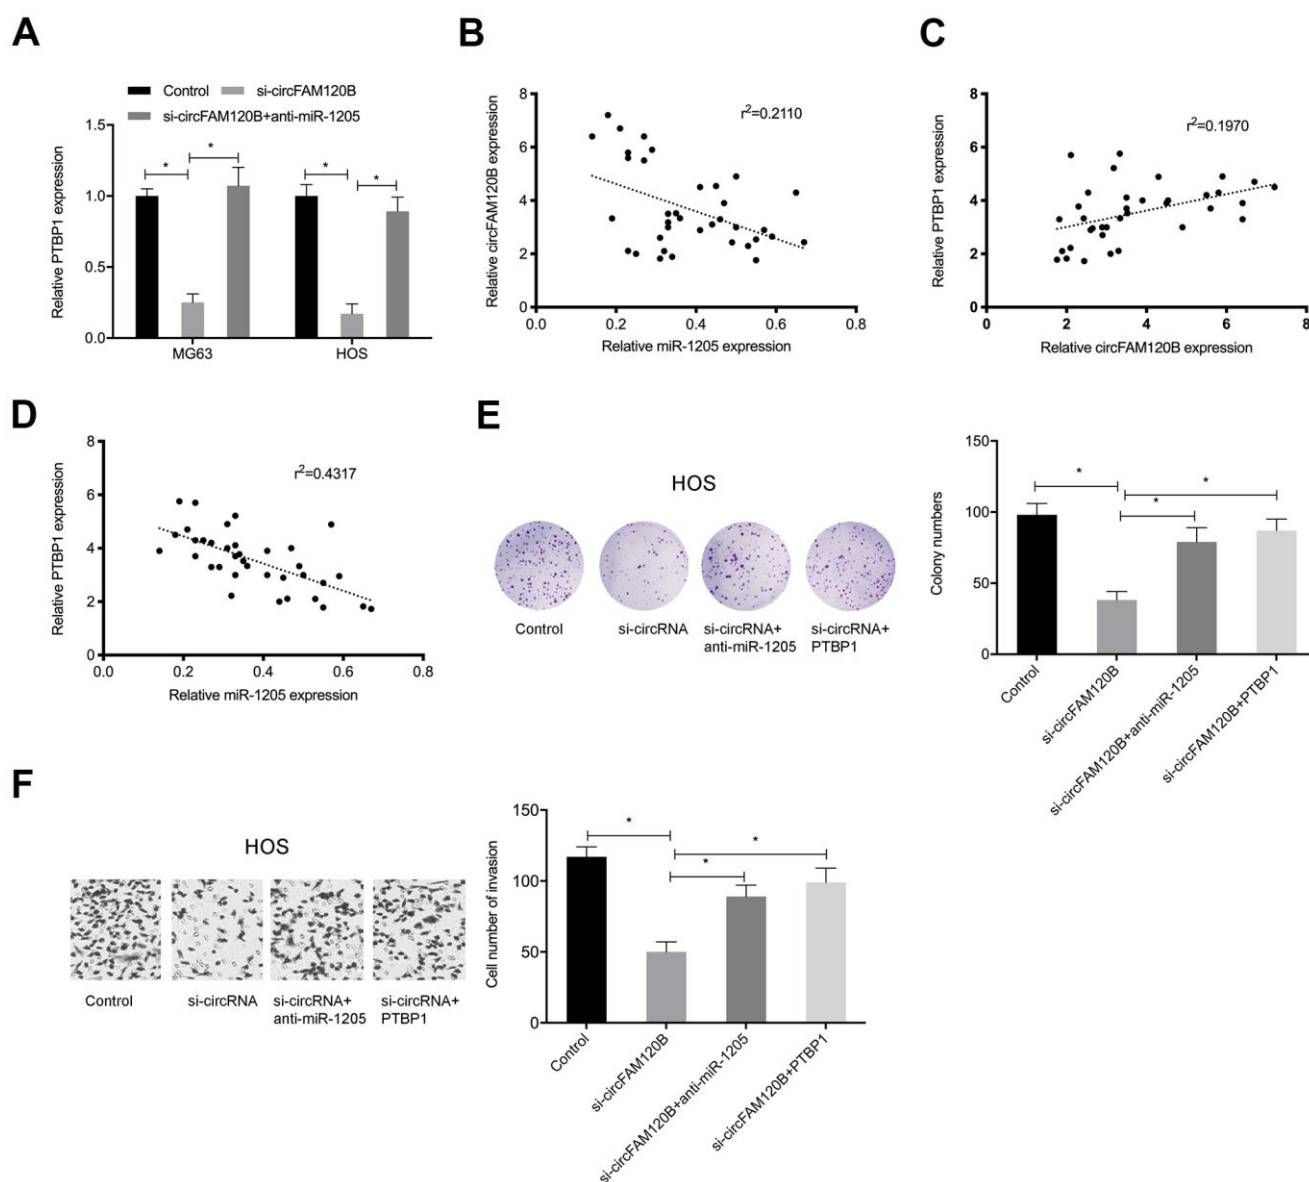 A
Control
si-circFAM120B
si-circFAM120B+anti-miR-1205
Relative PTBP1 expression
1.5
1.0
0.5
0.0
*
*
*
*
MG63
HOS
B
Relative circFAM120B expression
8
6
4
2
0
r²=0.2110
0.0
0.2
0.4
0.6
0.8
Relative miR-1205 expression
C
Relative PTBP1 expression
8
6
4
2
0
r²=0.1970
0
2
4
6
8
Relative circFAM120B expression
D
Relative PTBP1 expression
8
6
4
2
0
r²=0.4317
0.0
0.2
0.4
0.6
0.8
Relative miR-1205 expression
E
HOS
Control
si-circRNA
si-circRNA+
anti-miR-1205
si-circRNA+
PTBP1
Colony numbers
150
100
50
0
*
*
*
Control
si-circFAM120B
si-circFAM120B+anti-miR-1205
si-circFAM120B+PTBP1
F
HOS
Control
si-circRNA
si-circRNA+
anti-miR-1205
si-circRNA+
PTBP1
Cell number of invasion
150
100
50
0
*
*
*
Control
si-circFAM120B
si-circFAM120B+anti-miR-1205
si-circFAM120B+PTBP1